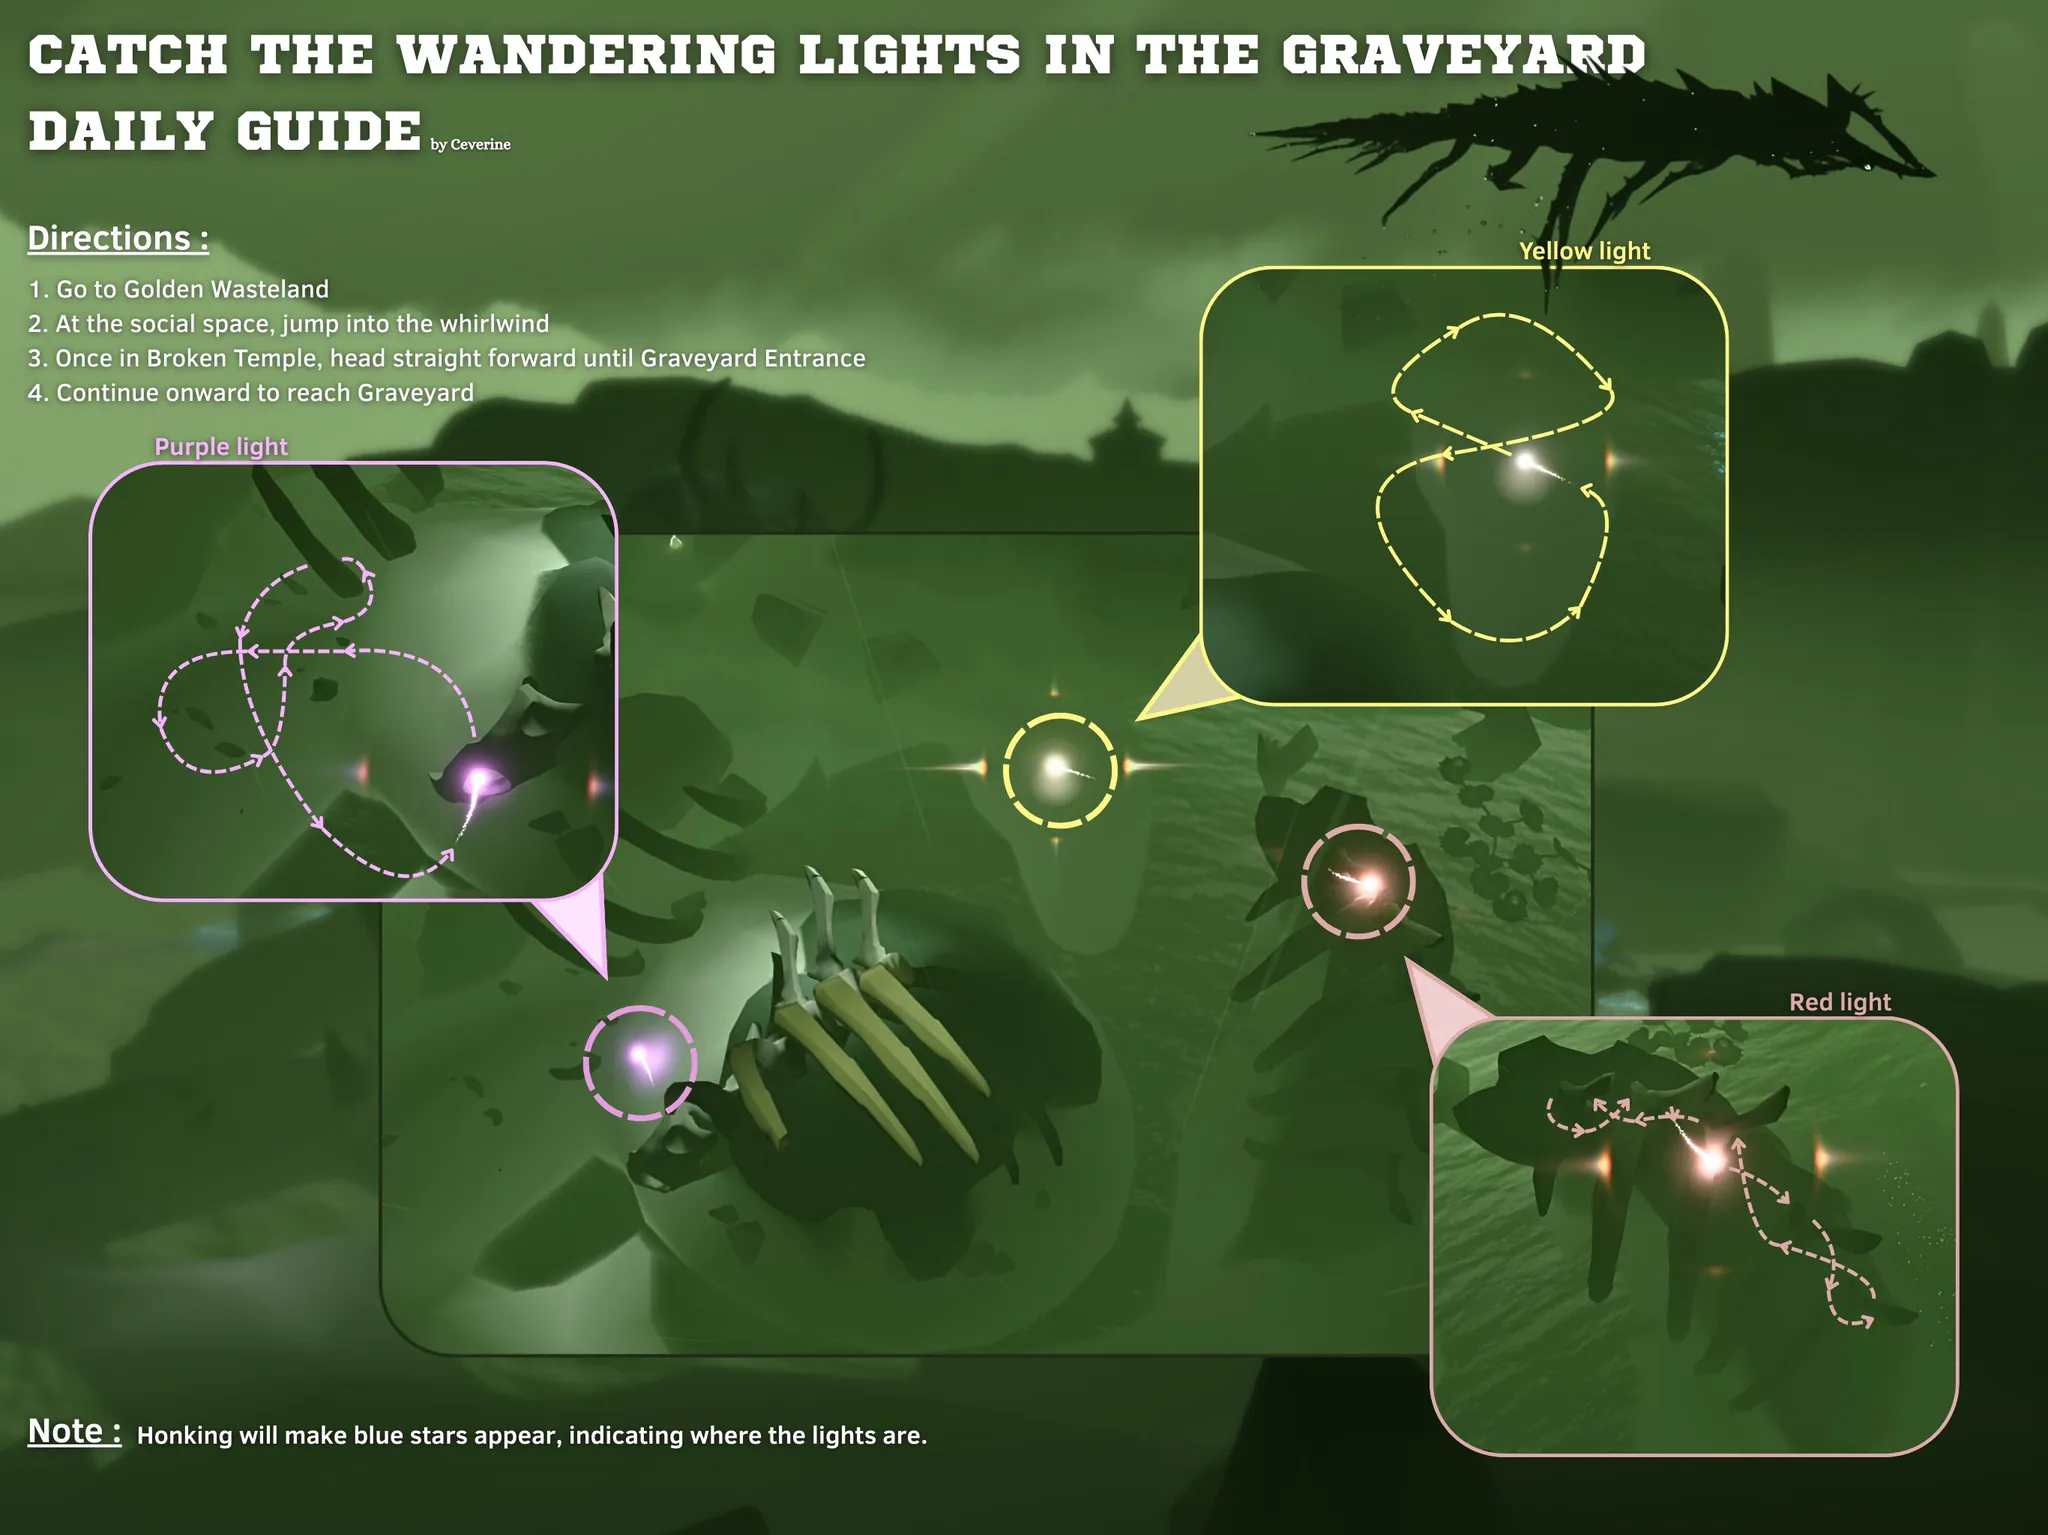 CATCH THE WANDERING LIGHTS IN THE GRAVEYARD
DAILY GUIDE by Ceverine
Directions :
1. Go to Golden Wasteland
2. At the social space, jump into the whirlwind
3. Once in Broken Temple, head straight forward until Graveyard Entrance
4. Continue onward to reach Graveyard
Yellow light
Purple light
Red light
Note : Honking will make blue stars appear, indicating where the lights are.